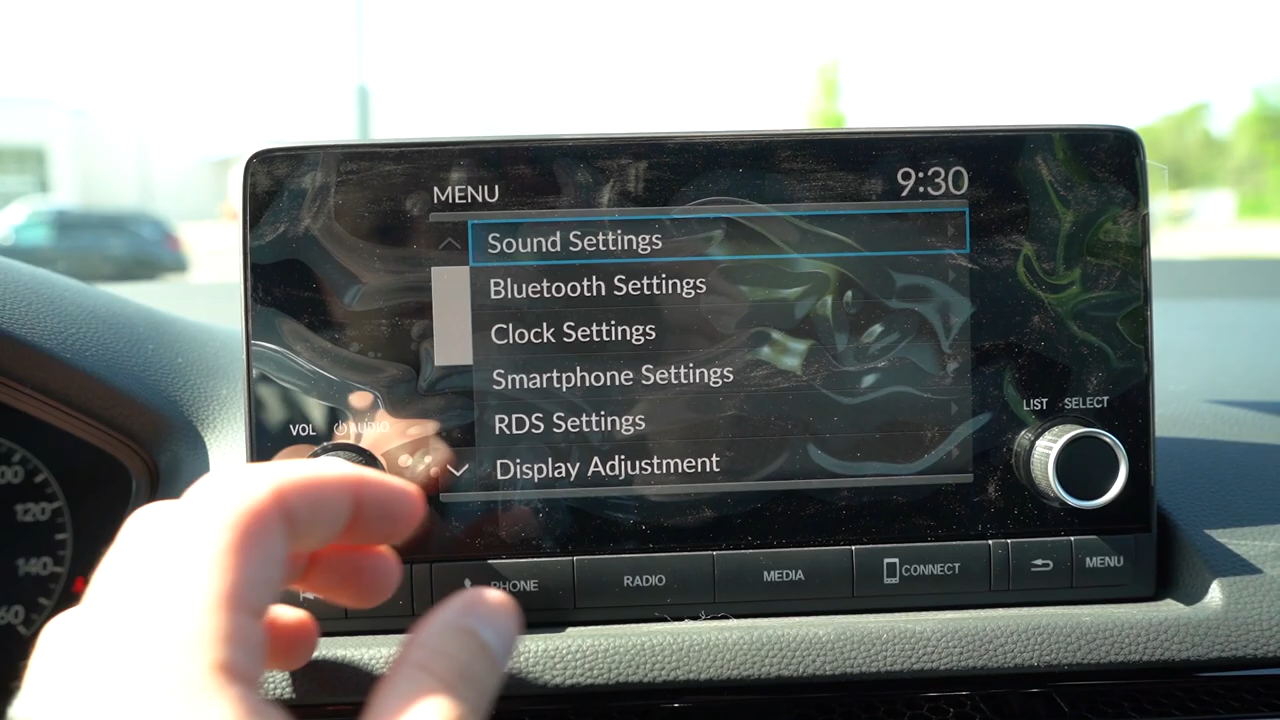 MENU
9:30
Sound Settings
Bluetooth Settings
Clock Settings
Smartphone Settings
RDS Settings
Display Adjustment
VOL AUDIO
LIST SELECT
PHONE
RADIO
MEDIA
CONNECT
MENU
120
140